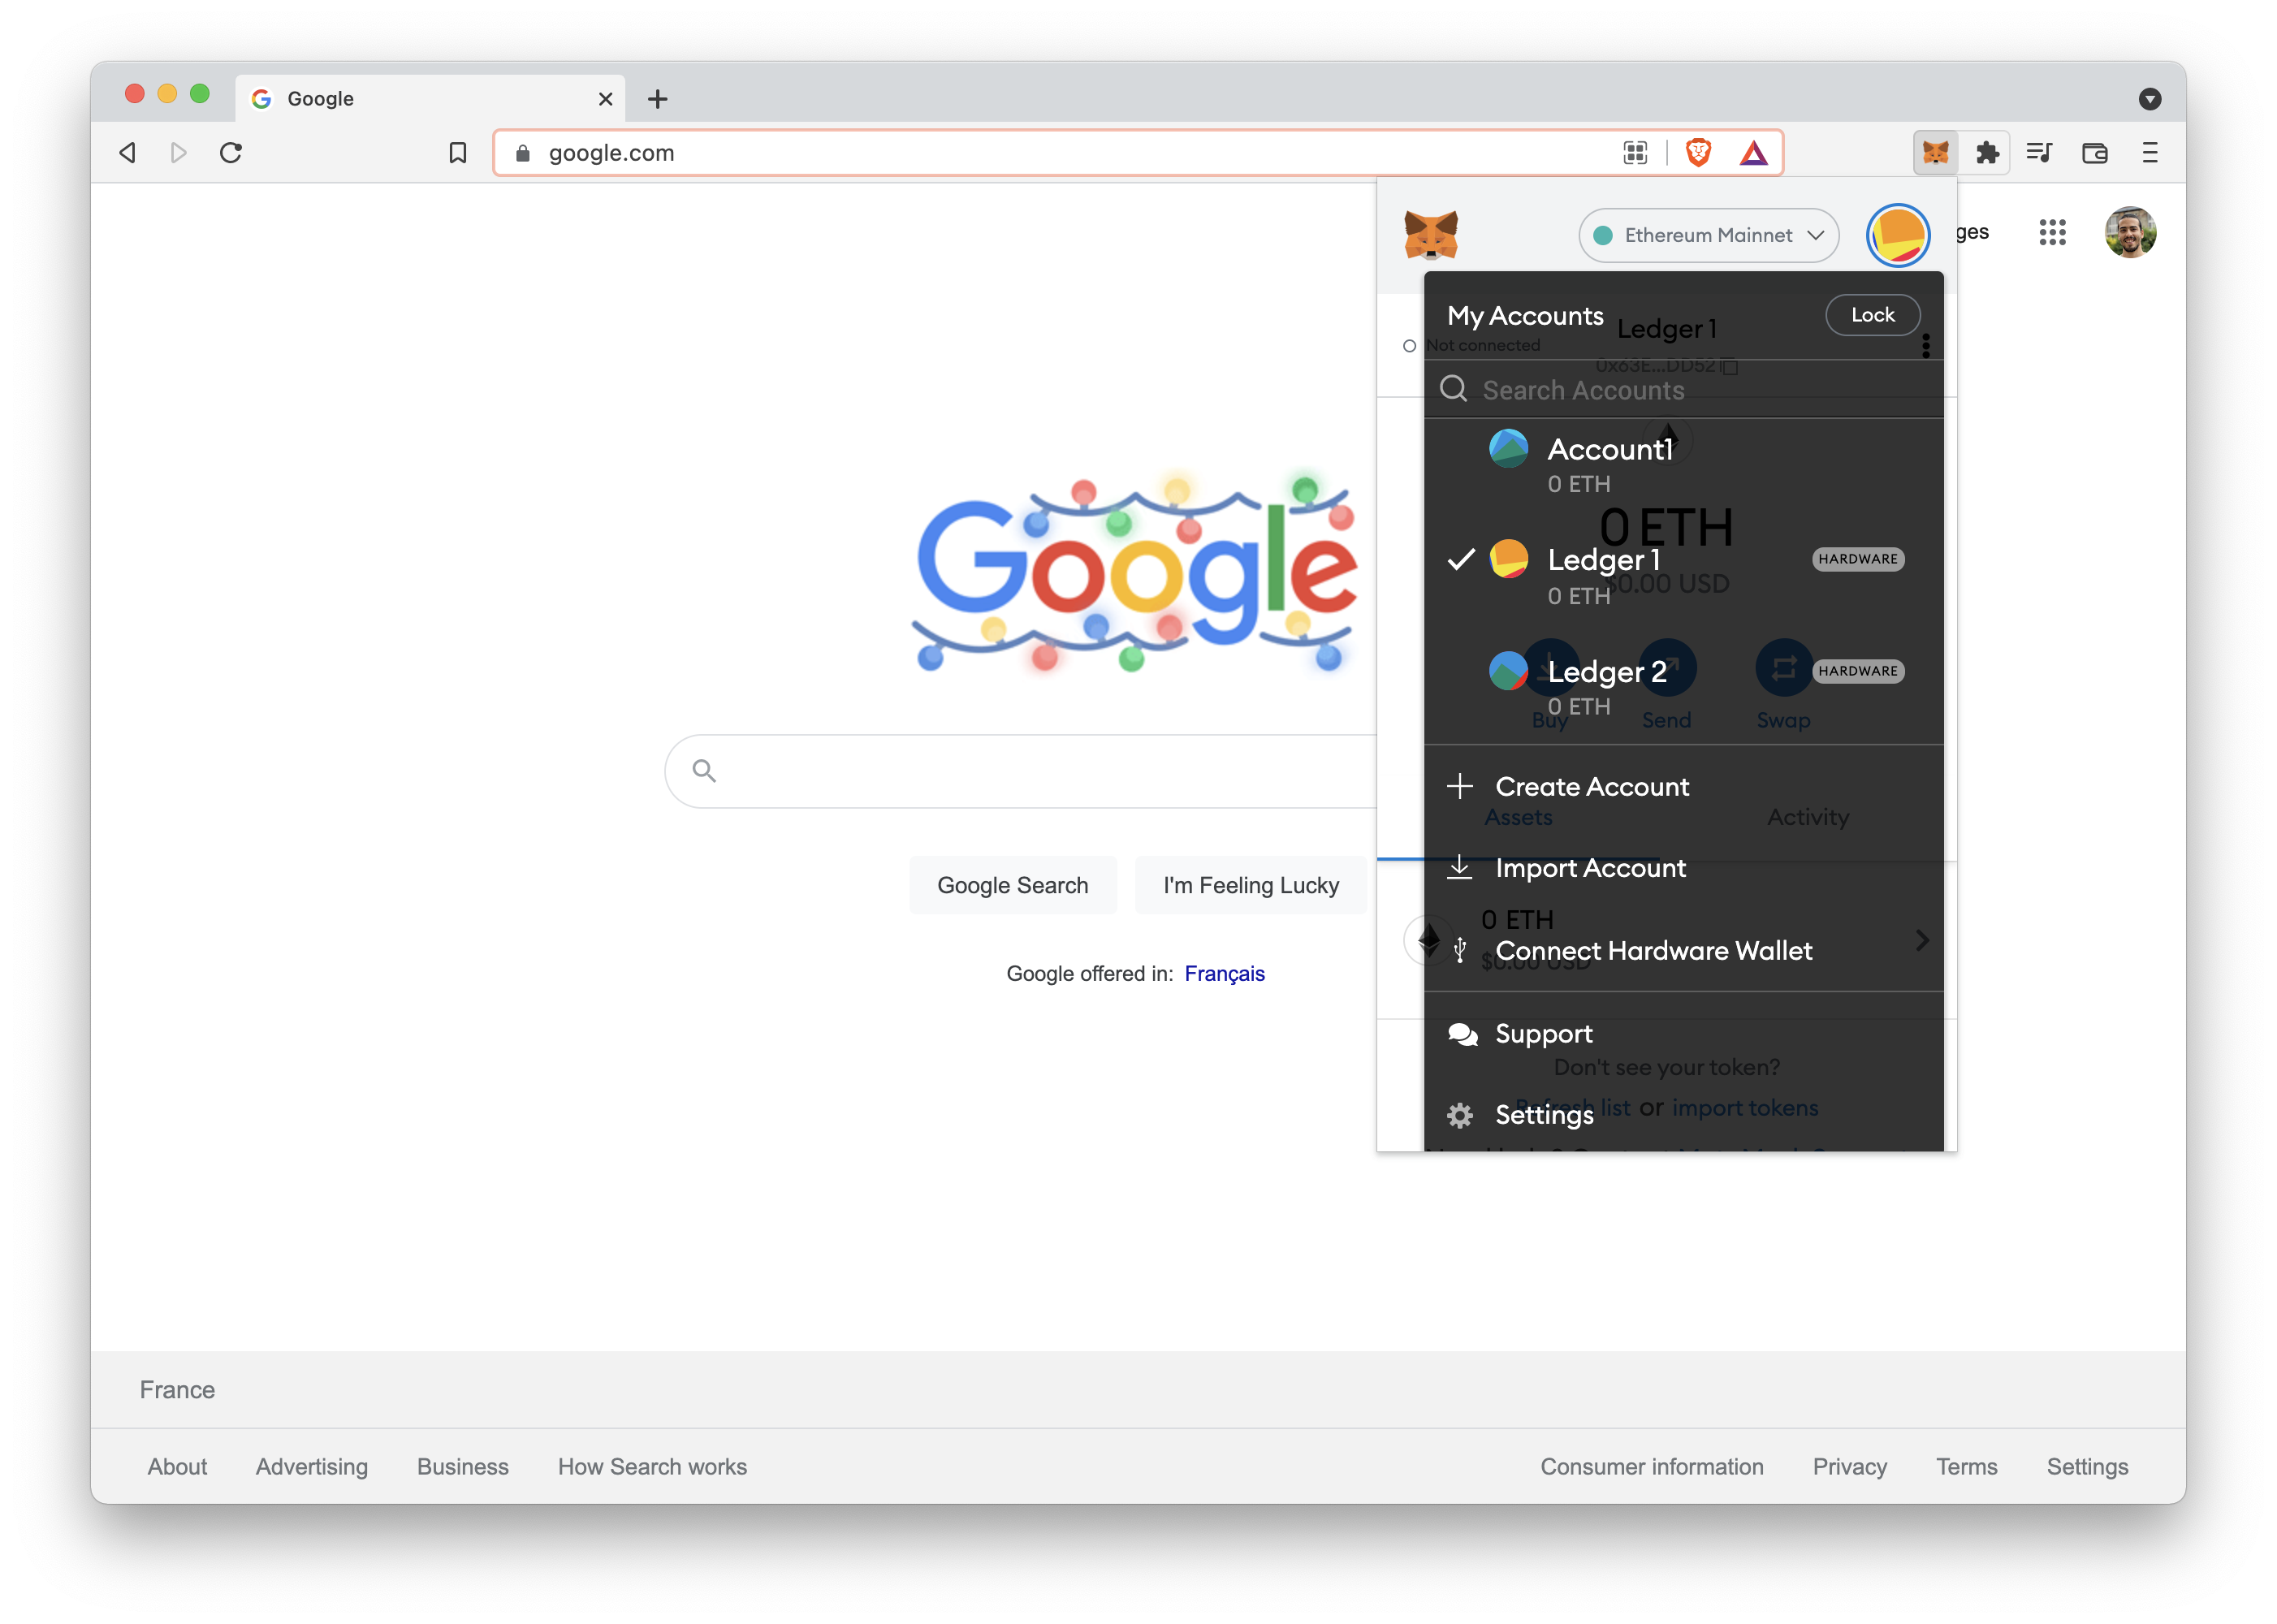 Google
google.com
ges
Ethereum Mainnet
My Accounts
Lock
Ledger 1
Not connected
0x63E...DD52
Search Accounts
Account1
0 ETH
0 ETH
Ledger 1
HARDWARE
$0.00 USD
0 ETH
Ledger 2
HARDWARE
0 ETH
Buy
Send
Swap
Create Account
Assets
Activity
Import Account
0 ETH
Connect Hardware Wallet
$0.00 USD
Support
Don't see your token?
Refresh list or import tokens
Settings
Google
Google Search
I'm Feeling Lucky
Google offered in: Français
France
About
Advertising
Business
How Search works
Consumer information
Privacy
Terms
Settings